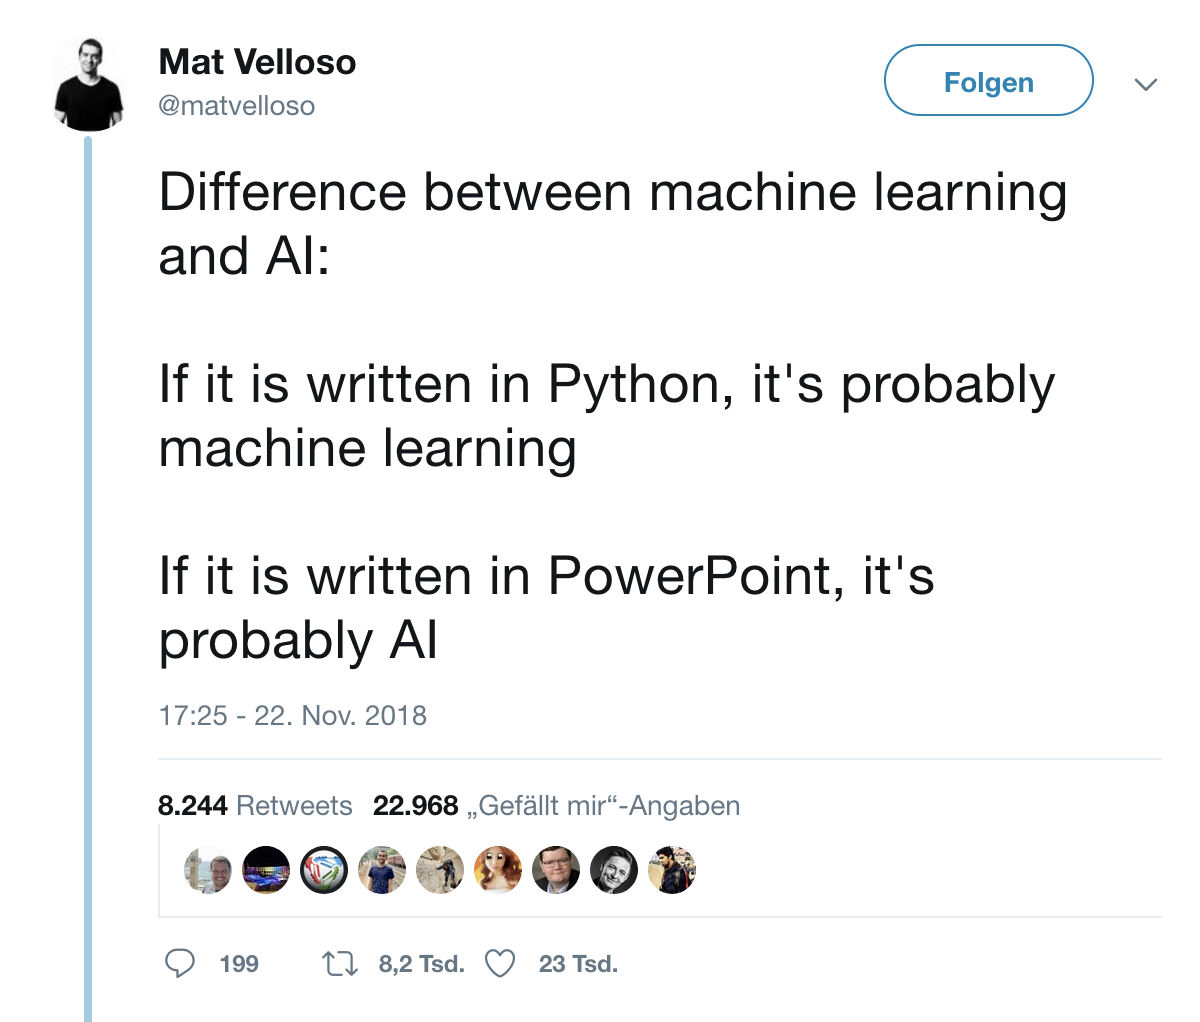 Mat Velloso
@matvelloso
Folgen
Difference between machine learning
and AI:
If it is written in Python, it's probably
machine learning
If it is written in PowerPoint, it's
probably AI
17:25 - 22. Nov. 2018
8.244 Retweets 22.968 „Gefällt mir“-Angaben
199 8,2 Tsd. 23 Tsd.